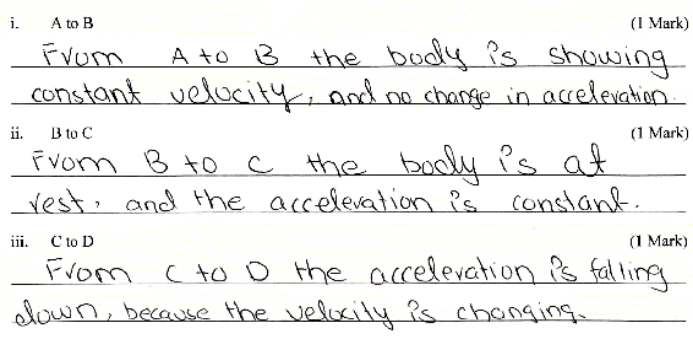 i. A to B (1 Mark)
From A to B the body is showing
constant velocity, and no change in acceleration.
ii. B to C (1 Mark)
From B to C the body is at
rest, and the acceleration is constant.
iii. C to D (1 Mark)
From C to D the acceleration is falling
down, because the velocity is changing.